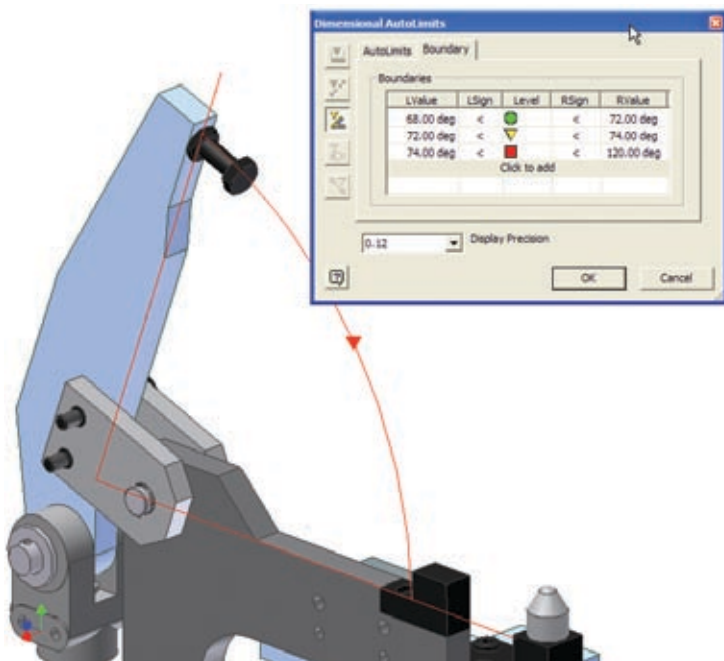 Dimensional AutoLimits
AutoLimits Boundary
Boundaries
LValue LSign Level RSign RValue
68.00 deg < < 72.00 deg
72.00 deg < < 74.00 deg
74.00 deg < < 120.00 deg
Click to add
0.12 Display Precision
? OK Cancel